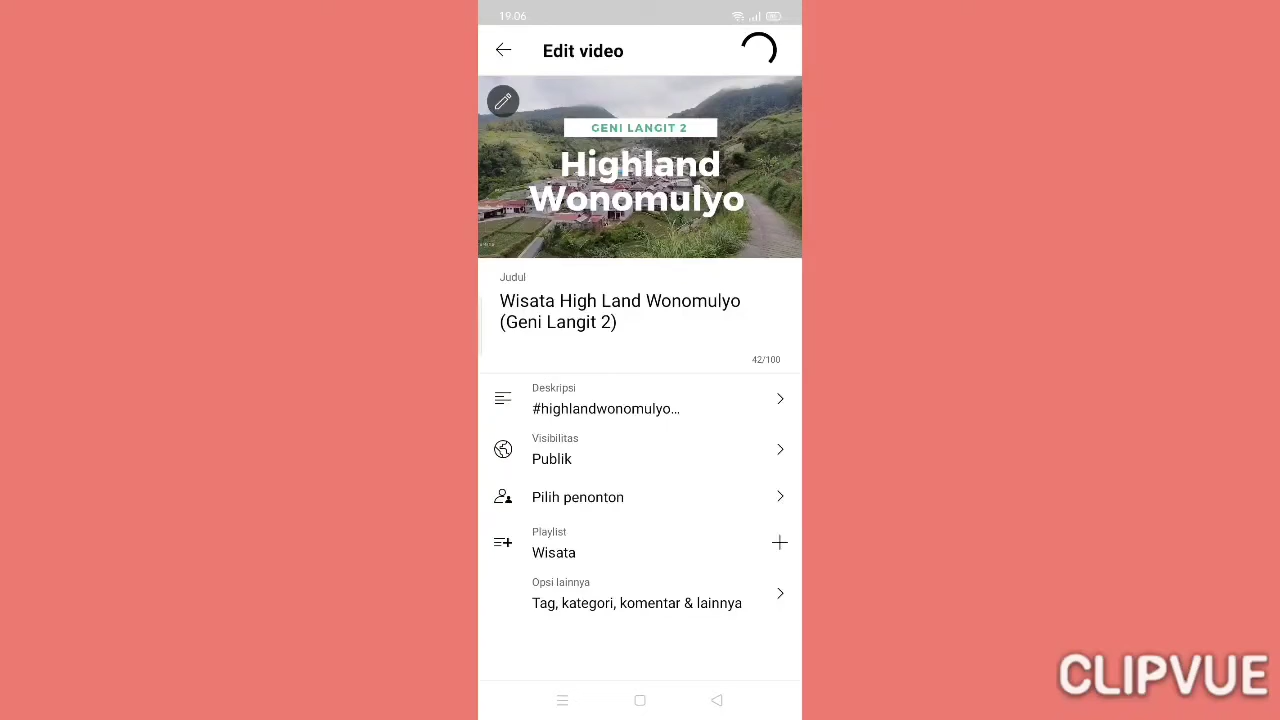 19.06
Edit video
GENI LANGIT 2
Highland
Wonomulyo
Judul
Wisata High Land Wonomulyo
(Geni Langit 2)
42/100
Deskripsi
#highlandwonomulyo...
Visibilitas
Publik
Pilih penonton
Playlist
Wisata
Opsi lainnya
Tag, kategori, komentar & lainnya
CLIPVUE